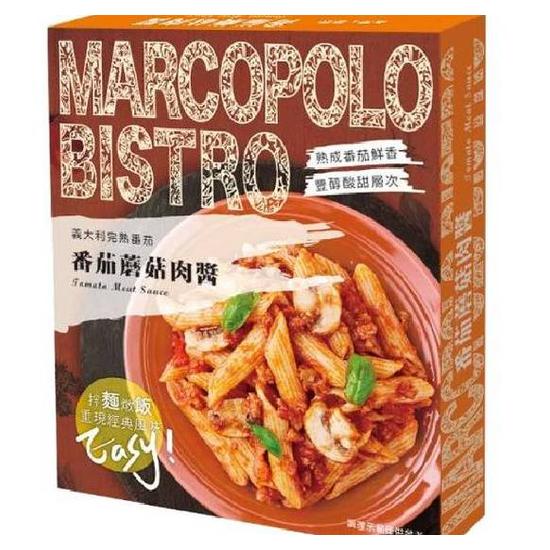 MARCOPOLO
BISTRO
熟成番茄鮮香
豐醇酸甜層次
義大利完熟番茄
番茄蘑菇肉醬
Tomato Meat Sauce
拌麵燉飯
重現經典風味
Easy!
Tomato Meat Sauce
番茄蘑菇肉醬